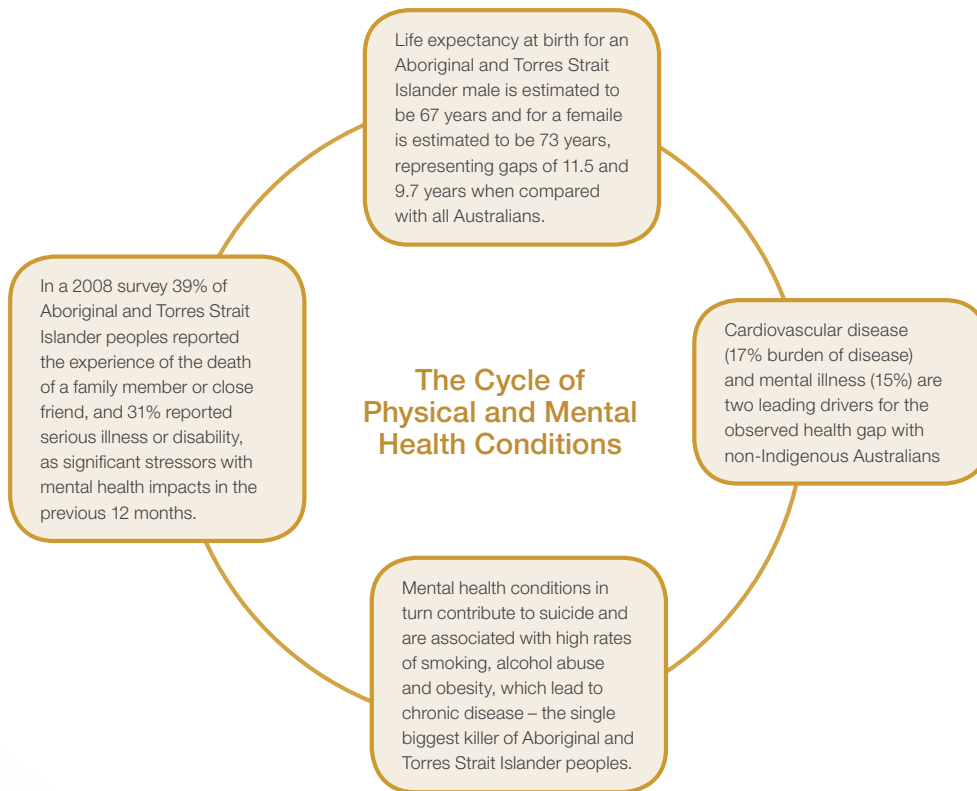 Life expectancy at birth for an
Aboriginal and Torres Strait
Islander male is estimated to
be 67 years and for a femaile
is estimated to be 73 years,
representing gaps of 11.5 and
9.7 years when compared
with all Australians.
In a 2008 survey 39% of
Aboriginal and Torres Strait
Islander peoples reported
the experience of the death
of a family member or close
friend, and 31% reported
serious illness or disability,
as significant stressors with
mental health impacts in the
previous 12 months.
The Cycle of
Physical and Mental
Health Conditions
Cardiovascular disease
(17% burden of disease)
and mental illness (15%) are
two leading drivers for the
observed health gap with
non-Indigenous Australians
Mental health conditions in
turn contribute to suicide and
are associated with high rates
of smoking, alcohol abuse
and obesity, which lead to
chronic disease – the single
biggest killer of Aboriginal and
Torres Strait Islander peoples.